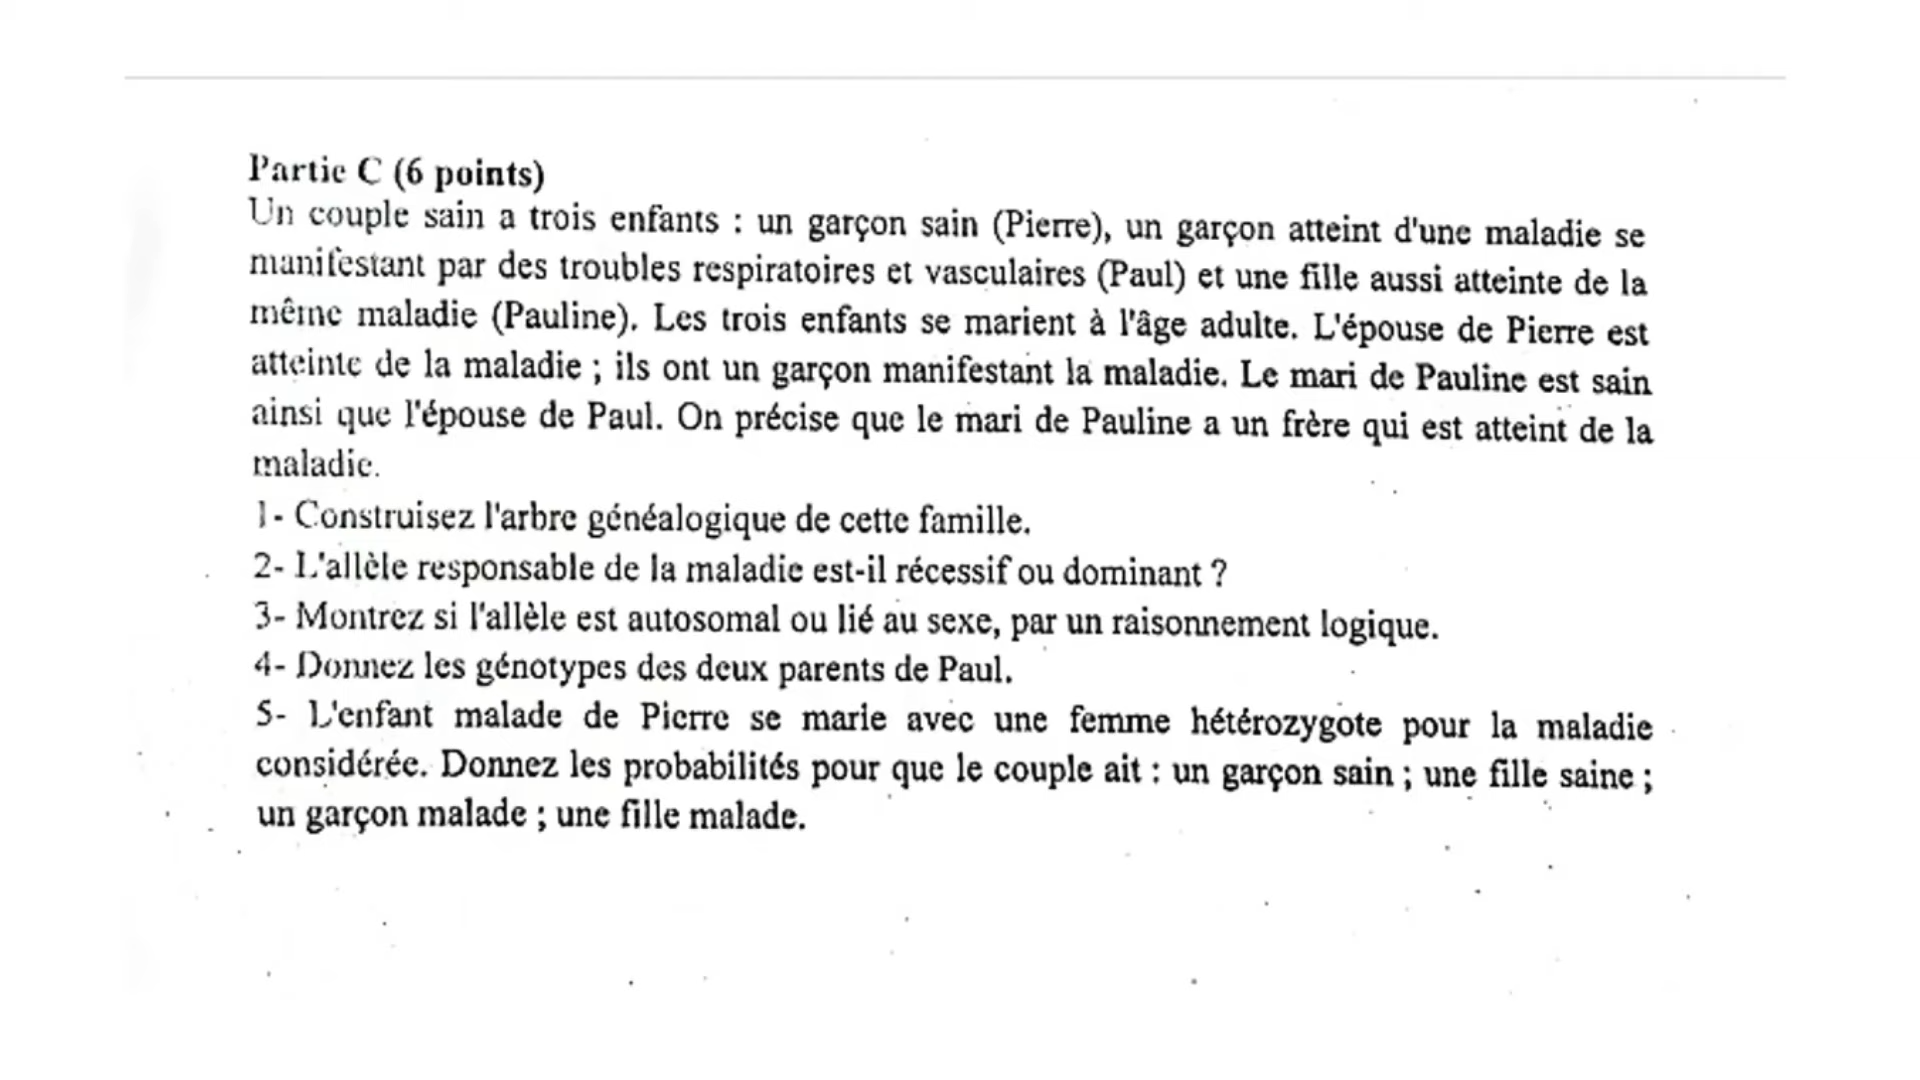 Partie C (6 points)
Un couple sain a trois enfants : un garçon sain (Pierre), un garçon atteint d'une maladie se
manifestant par des troubles respiratoires et vasculaires (Paul) et une fille aussi atteinte de la
même maladie (Pauline). Les trois enfants se marient à l'âge adulte. L'épouse de Pierre est
atteinte de la maladie ; ils ont un garçon manifestant la maladie. Le mari de Pauline est sain
ainsi que l'épouse de Paul. On précise que le mari de Pauline a un frère qui est atteint de la
maladie.
1- Construisez l'arbre généalogique de cette famille.
2- L'allèle responsable de la maladie est-il récessif ou dominant ?
3- Montrez si l'allèle est autosomal ou lié au sexe, par un raisonnement logique.
4- Donnez les génotypes des deux parents de Paul.
5- L'enfant malade de Pierre se marie avec une femme hétérozygote pour la maladie
considérée. Donnez les probabilités pour que le couple ait : un garçon sain ; une fille saine ;
un garçon malade ; une fille malade.